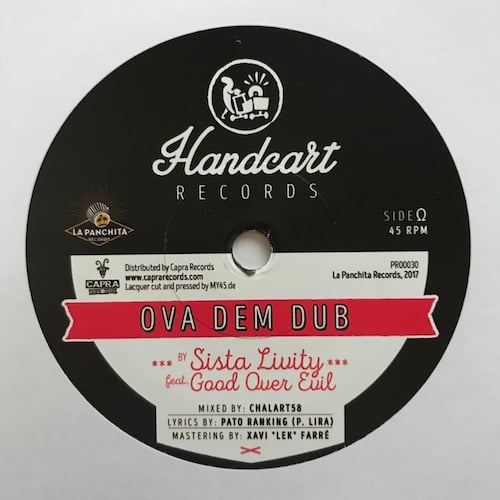 Handcart
RECORDS
LA PANCHITA
RECORDS
SIDE Ω
45 RPM
CAPRA
RECORDS
Distributed by Capra Records
www.caprarecords.com
Lacquer cut and pressed by MY45.de
PR00030
La Panchita Records, 2017
OVA DEM DUB
*** BY Sista Livity ***
feat. Good Over Evil
MIXED BY: CHALART58
LYRICS BY: PATO RANKING (P. LIRA)
MASTERING BY: XAVI "LEK" FARRÉ